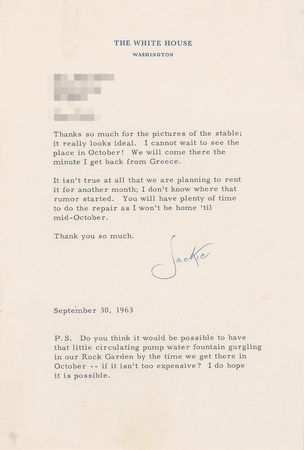 THE WHITE HOUSE
WASHINGTON
Thanks so much for the pictures of the stable;
it really looks ideal. I cannot wait to see the
place in October! We will come there the
minute I get back from Greece.
It isn't true at all that we are planning to rent
it for another month; I don't know where that
rumor started. You will have plenty of time
to do the repair as I won't be home 'til
mid-October.
Thank you so much.
Jackie
September 30, 1963
P.S. Do you think it would be possible to have
that little circulating pump water fountain gurgling
in our Rock Garden by the time we get there in
October -- if it isn't too expensive? I do hope
it is possible.